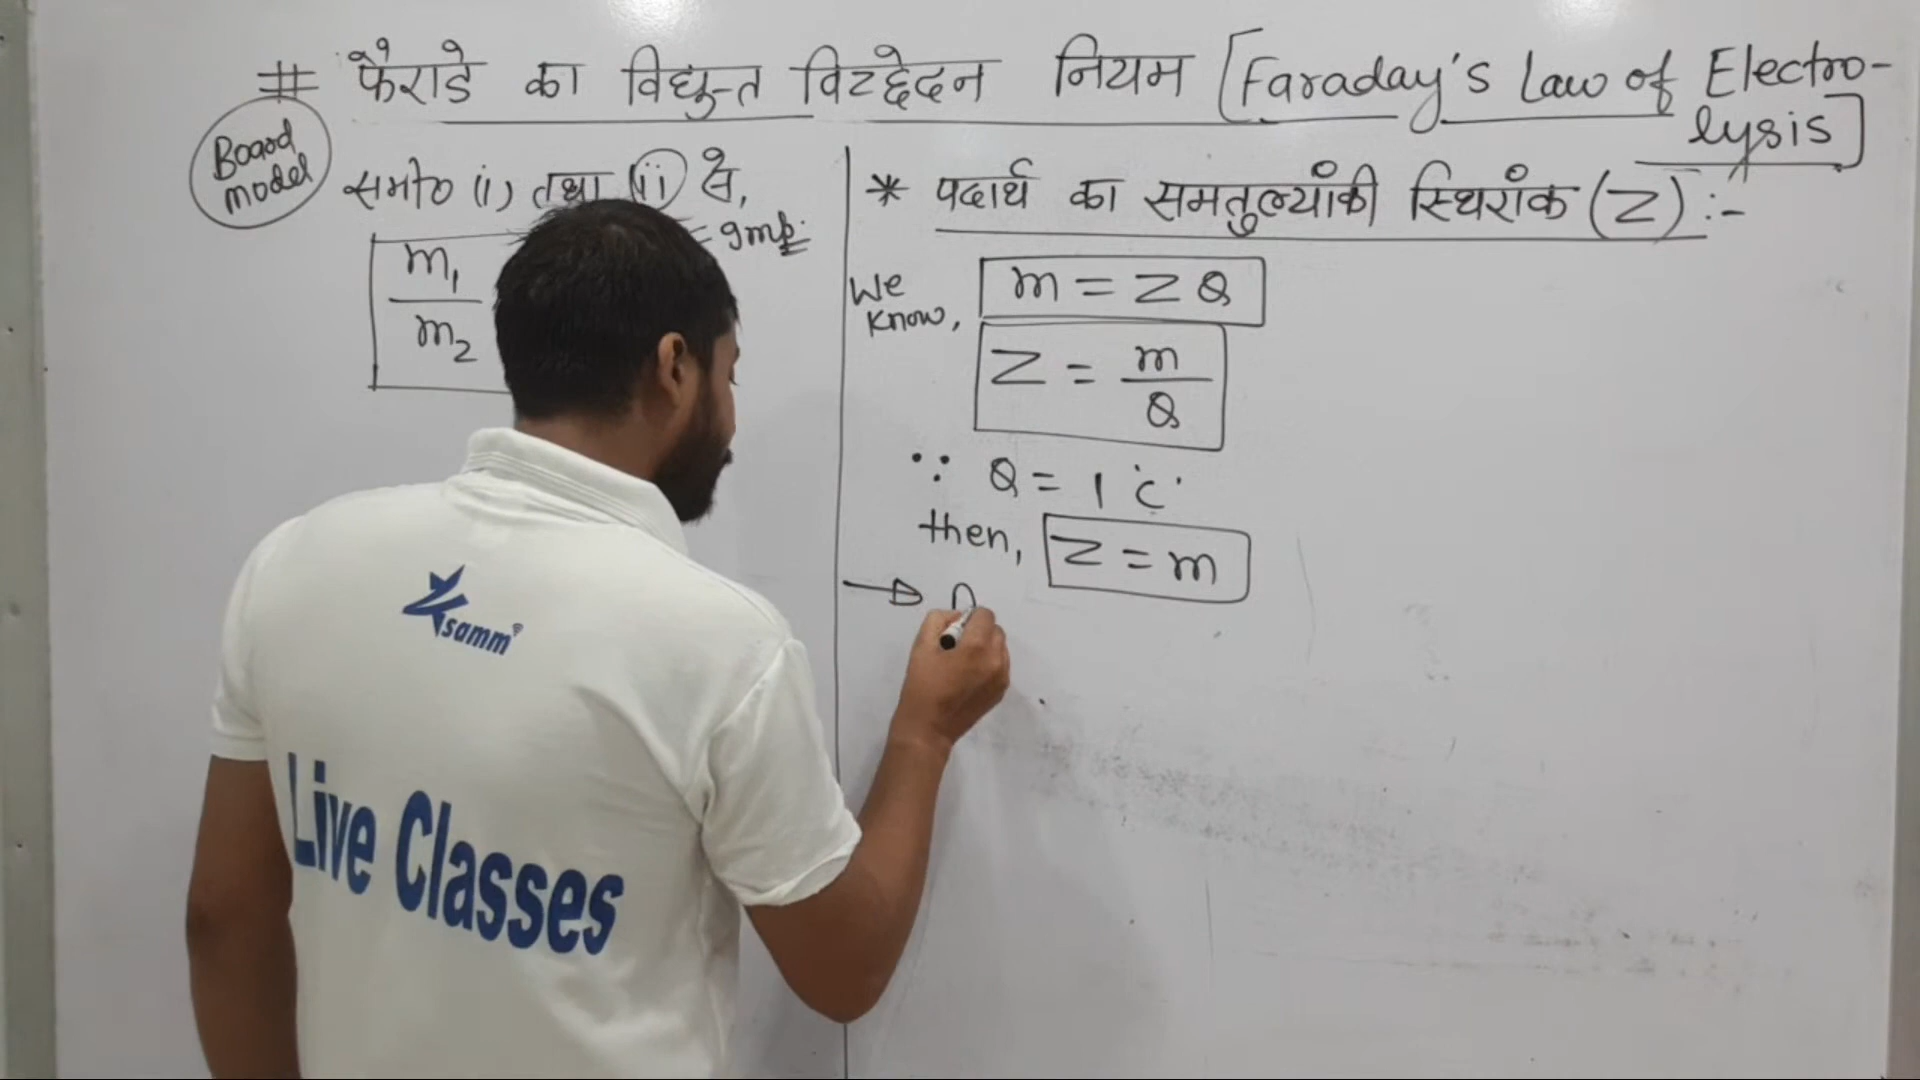 # फैराडे का विद्युत विच्छेदन नियम [Faraday's Law of Electro-
lysis]
Board
model
समी० (i) तथा (ii) से,
m₁
m₂
= Imp.
* पदार्थ का समतुल्यांकी स्थिरांक (Z) :-
We
know,
m = ZQ
Z = m/Q
∵ Q = 1 'C'
then, Z = m
→
samm
Live Classes